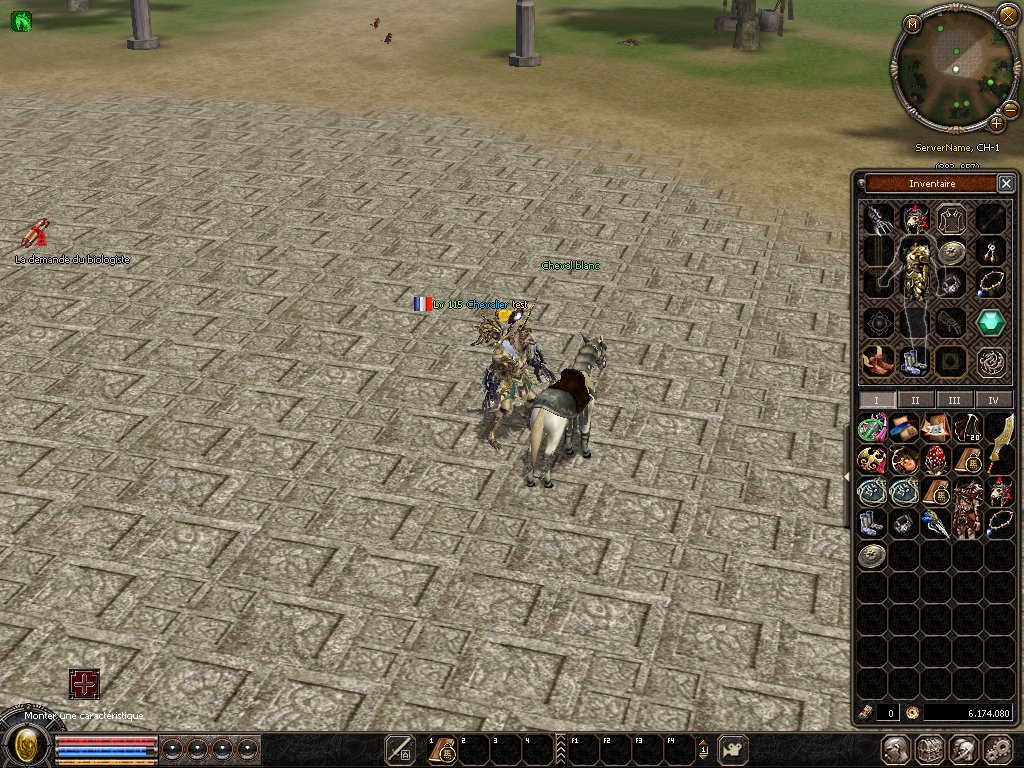 M
ServerName, CH-1
Inventaire
La demande du biologiste
Cheval blanc
Lv 115 Chevalier test
I II III IV
20
Monter une caractéristique
0 6.174.080
1 2 3 4 F1 F2 F3 F4 1